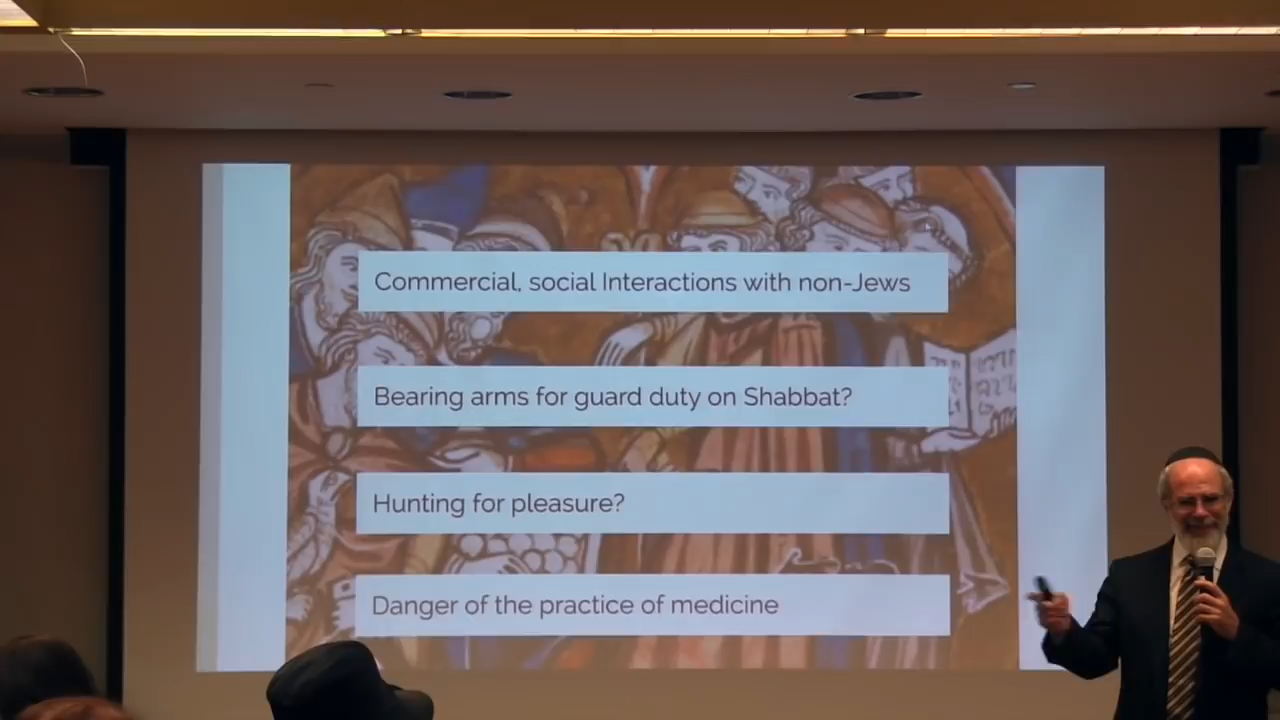 Commercial, social Interactions with non-Jews
Bearing arms for guard duty on Shabbat?
Hunting for pleasure?
Danger of the practice of medicine